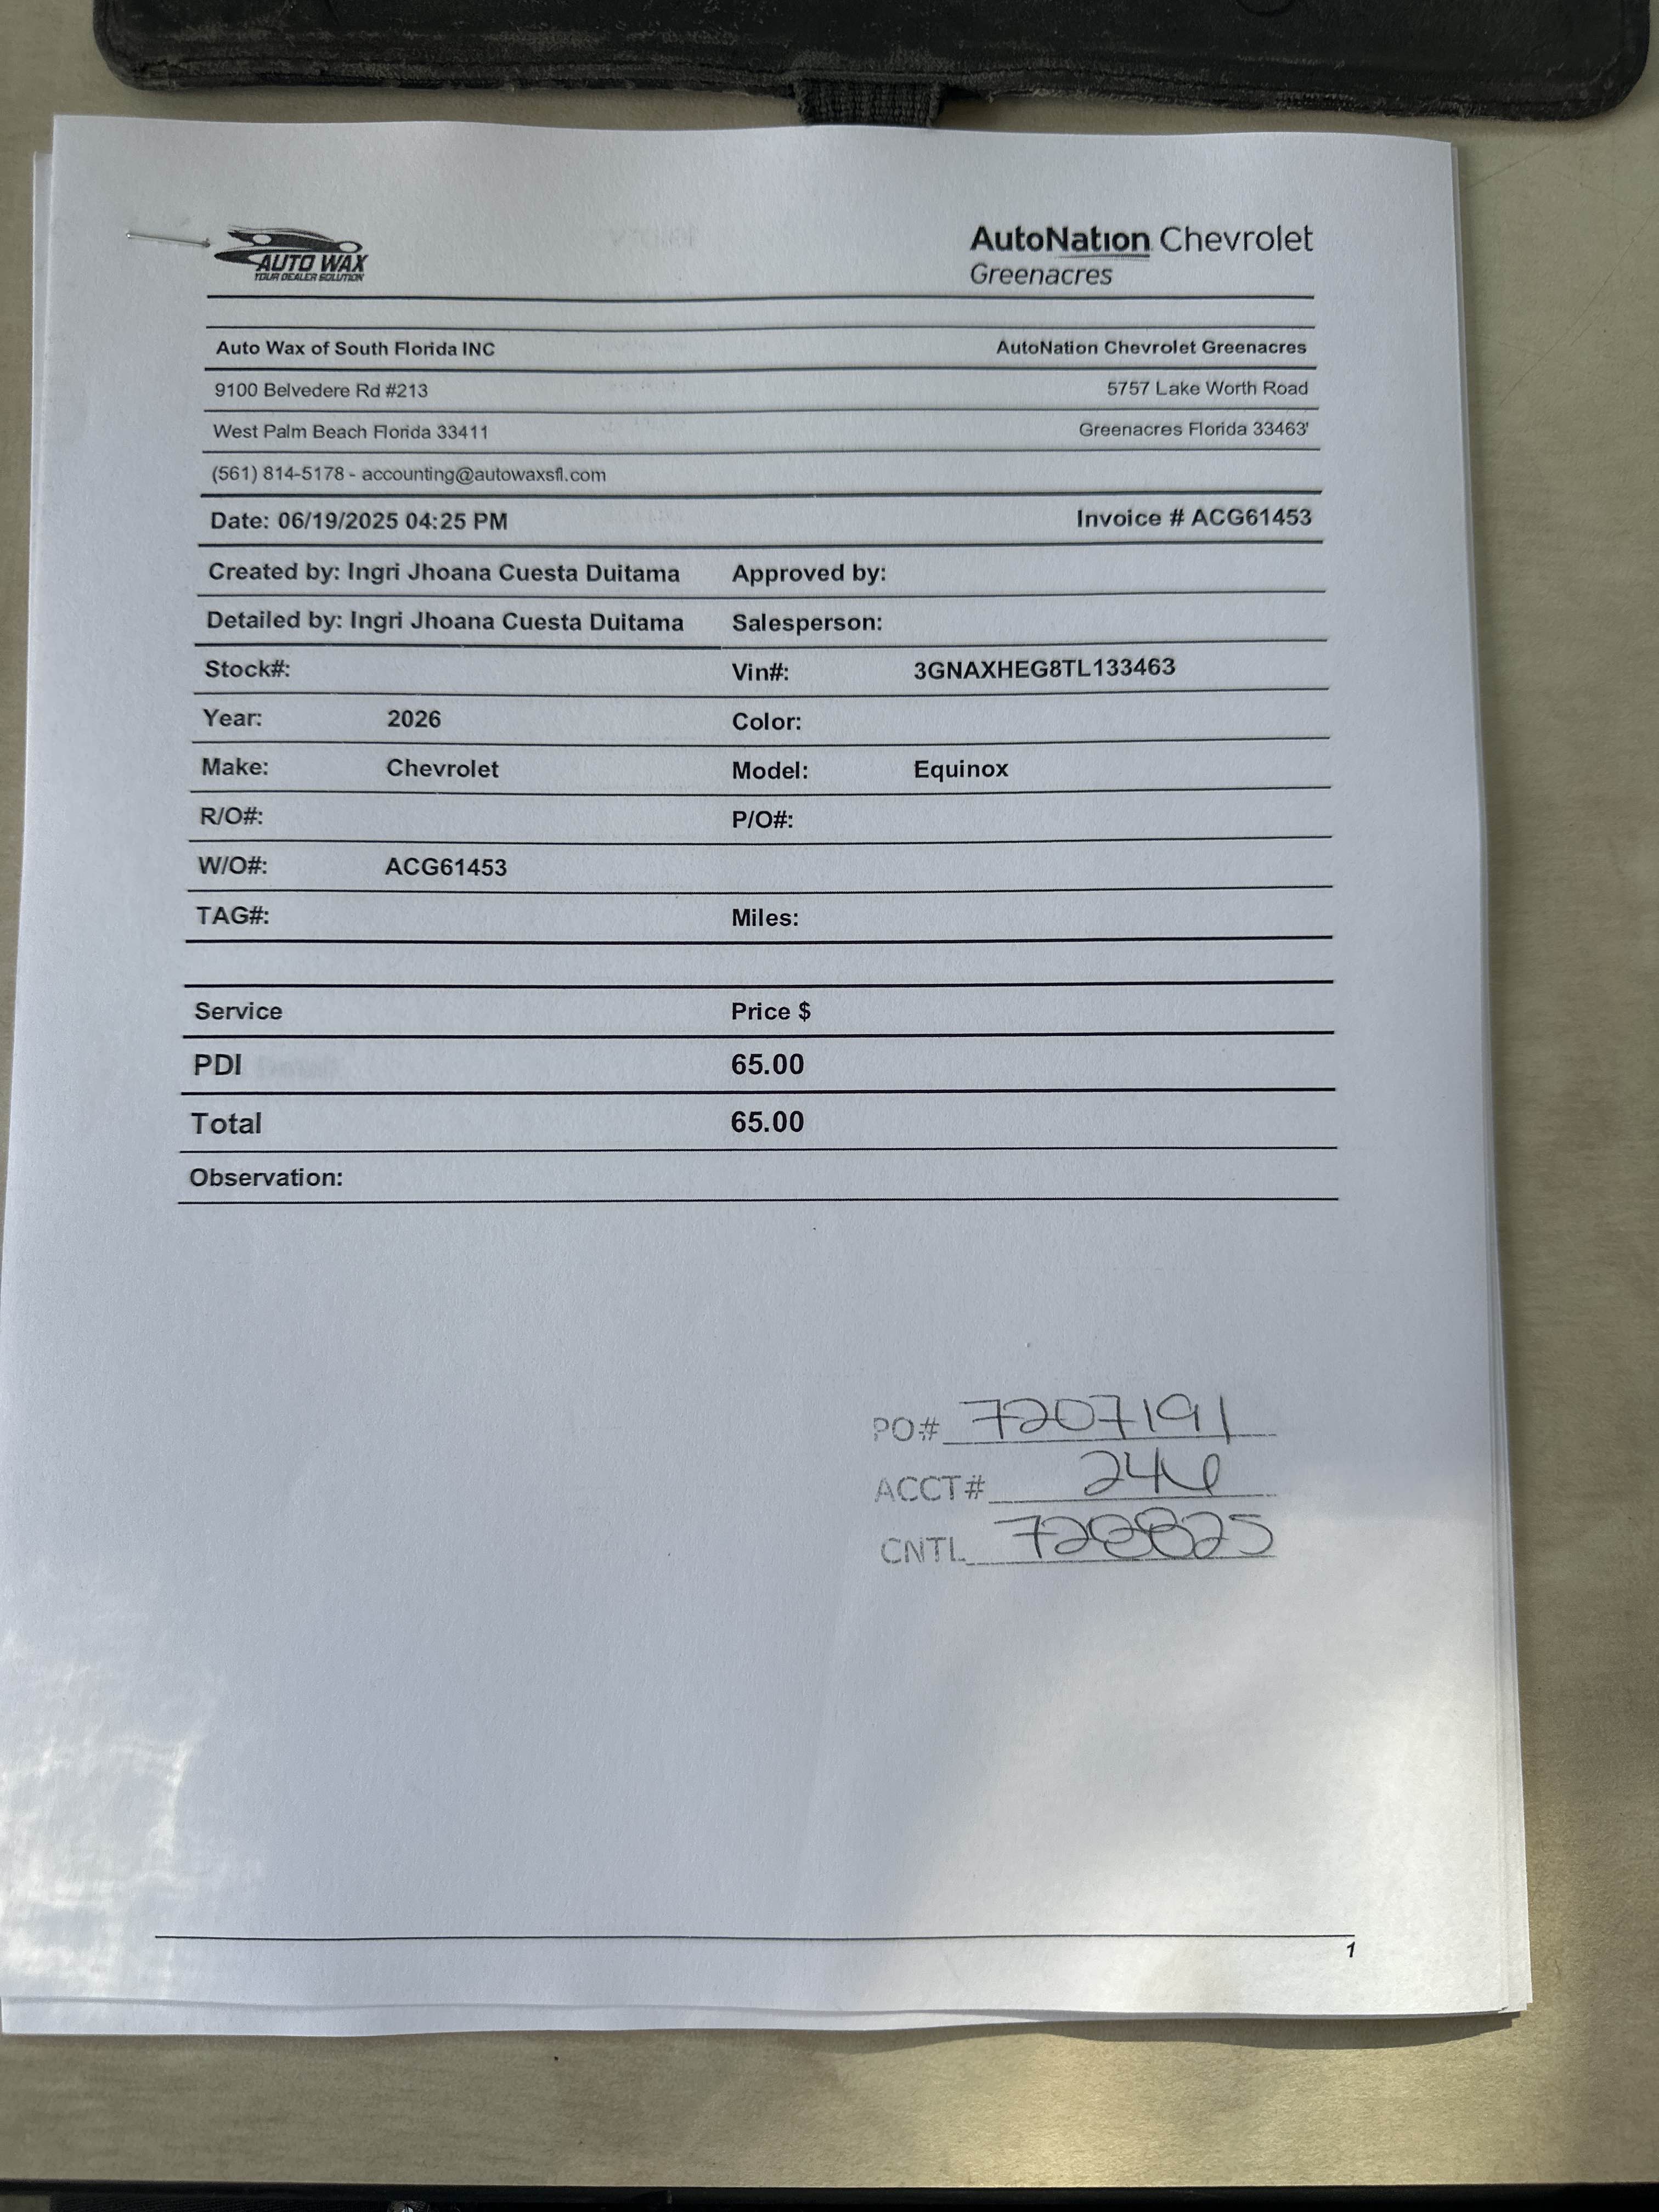 AUTO WAX
YOUR DEALER SOLUTION
AutoNation Chevrolet
Greenacres
Auto Wax of South Florida INC AutoNation Chevrolet Greenacres
9100 Belvedere Rd #213 5757 Lake Worth Road
West Palm Beach Florida 33411 Greenacres Florida 33463'
(561) 814-5178 - accounting@autowaxsfl.com
Date: 06/19/2025 04:25 PM Invoice # ACG61453
Created by: Ingri Jhoana Cuesta Duitama Approved by:
Detailed by: Ingri Jhoana Cuesta Duitama Salesperson:
Stock#: Vin#: 3GNAXHEG8TL133463
Year: 2026 Color:
Make: Chevrolet Model: Equinox
R/O#: P/O#:
W/O#: ACG61453
TAG#: Miles:
Service Price $
PDI 65.00
Total 65.00
Observation:
PO# 7207191
ACCT# 246
CNTL
1